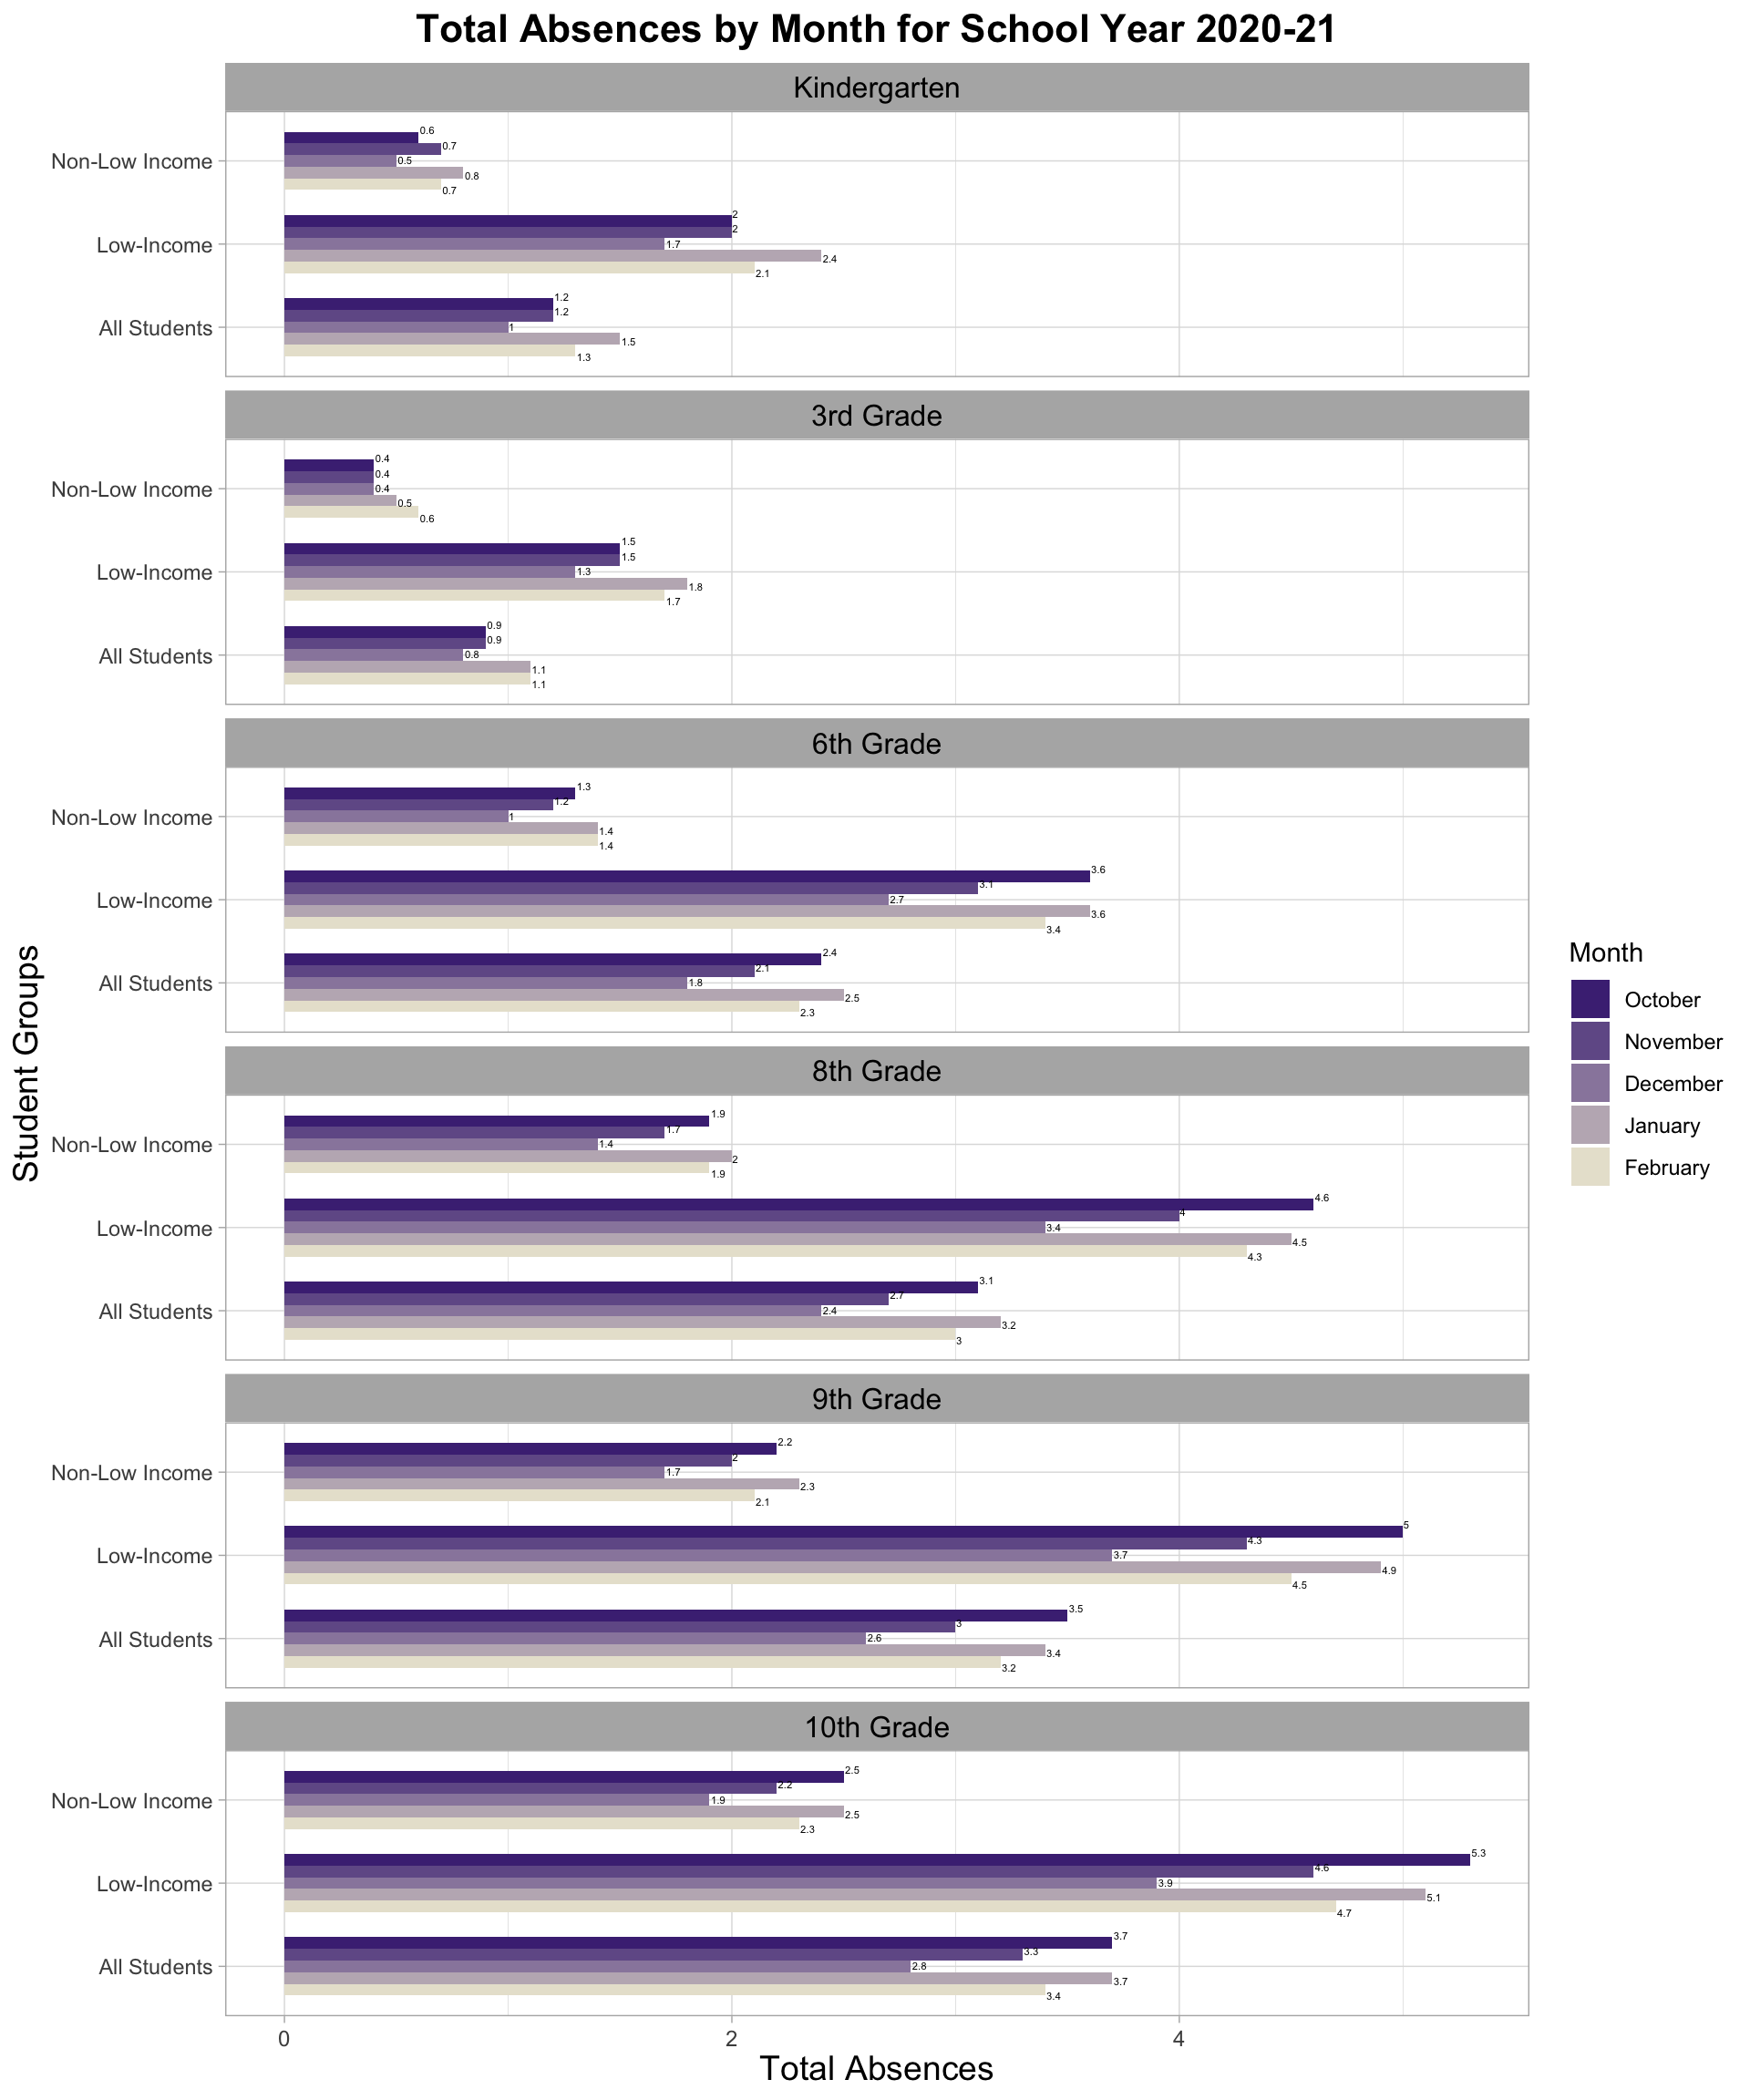 Total Absences by Month for School Year 2020-21
Kindergarten
Non-Low Income
0.6
0.7
0.5
0.8
0.7
Low-Income
2
2
1.7
2.4
2.1
All Students
1.2
1.2
1
1.5
1.3
3rd Grade
Non-Low Income
0.4
0.4
0.4
0.5
0.6
Low-Income
1.5
1.5
1.3
1.8
1.7
All Students
0.9
0.9
0.8
1.1
1.1
6th Grade
Non-Low Income
1.3
1.2
1
1.4
1.4
Low-Income
3.6
3.1
2.7
3.6
3.4
All Students
2.4
2.1
1.8
2.5
2.3
8th Grade
Non-Low Income
1.9
1.7
1.4
2
1.9
Low-Income
4.6
4
3.4
4.5
4.3
All Students
3.1
2.7
2.4
3.2
3
9th Grade
Non-Low Income
2.2
2
1.7
2.3
2.1
Low-Income
5
4.3
3.7
4.9
4.5
All Students
3.5
3
2.6
3.4
3.2
10th Grade
Non-Low Income
2.5
2.2
1.9
2.5
2.3
Low-Income
5.3
4.6
3.9
5.1
4.7
All Students
3.7
3.3
2.8
3.7
3.4
0 2 4
Total Absences
Student Groups
Month
October
November
December
January
February